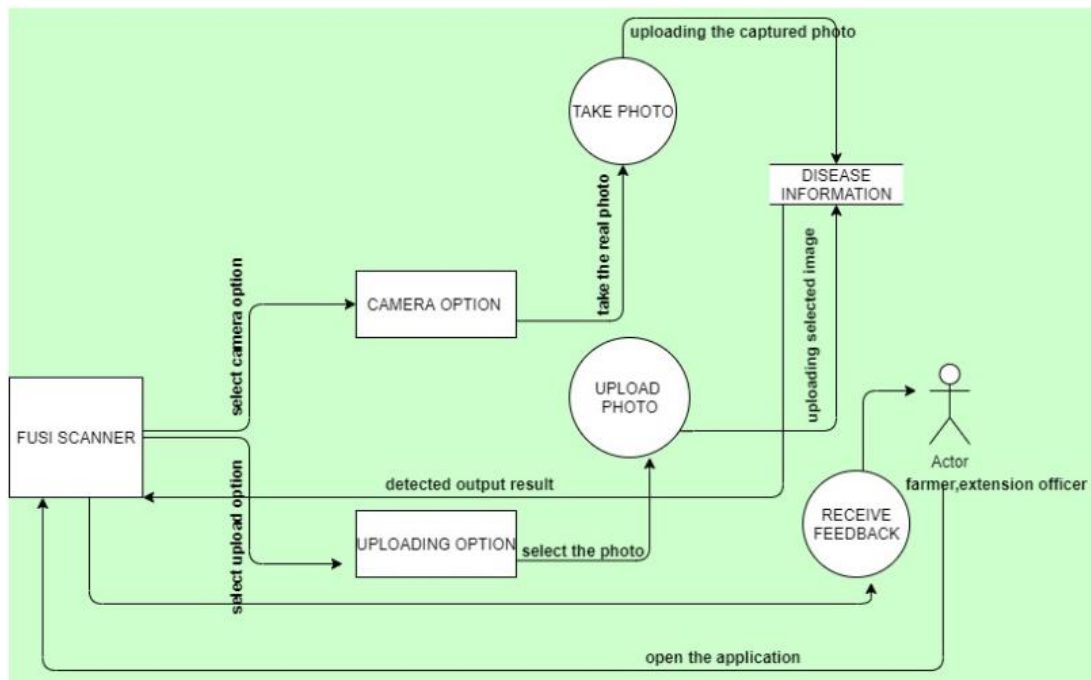 uploading the captured photo
TAKE PHOTO
DISEASE
INFORMATION
take the real photo
uploading selected image
select camera option
CAMERA OPTION
UPLOAD
PHOTO
FUSI SCANNER
Actor
farmer,extension officer
detected output result
RECEIVE
FEEDBACK
select upload option
UPLOADING OPTION
select the photo
open the application